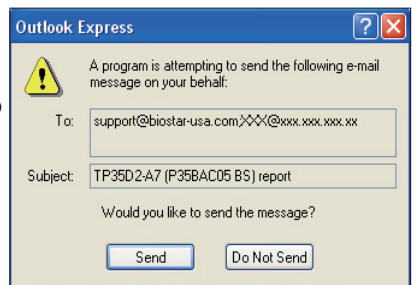 Outlook Express
A program is attempting to send the following e-mail
message on your behalf:
To: support@biostar-usa.com;XXX@xxx.xxx.xxx.xx
Subject: TP35D2-A7 (P35BAC05 BS) report
Would you like to send the message?
Send Do Not Send